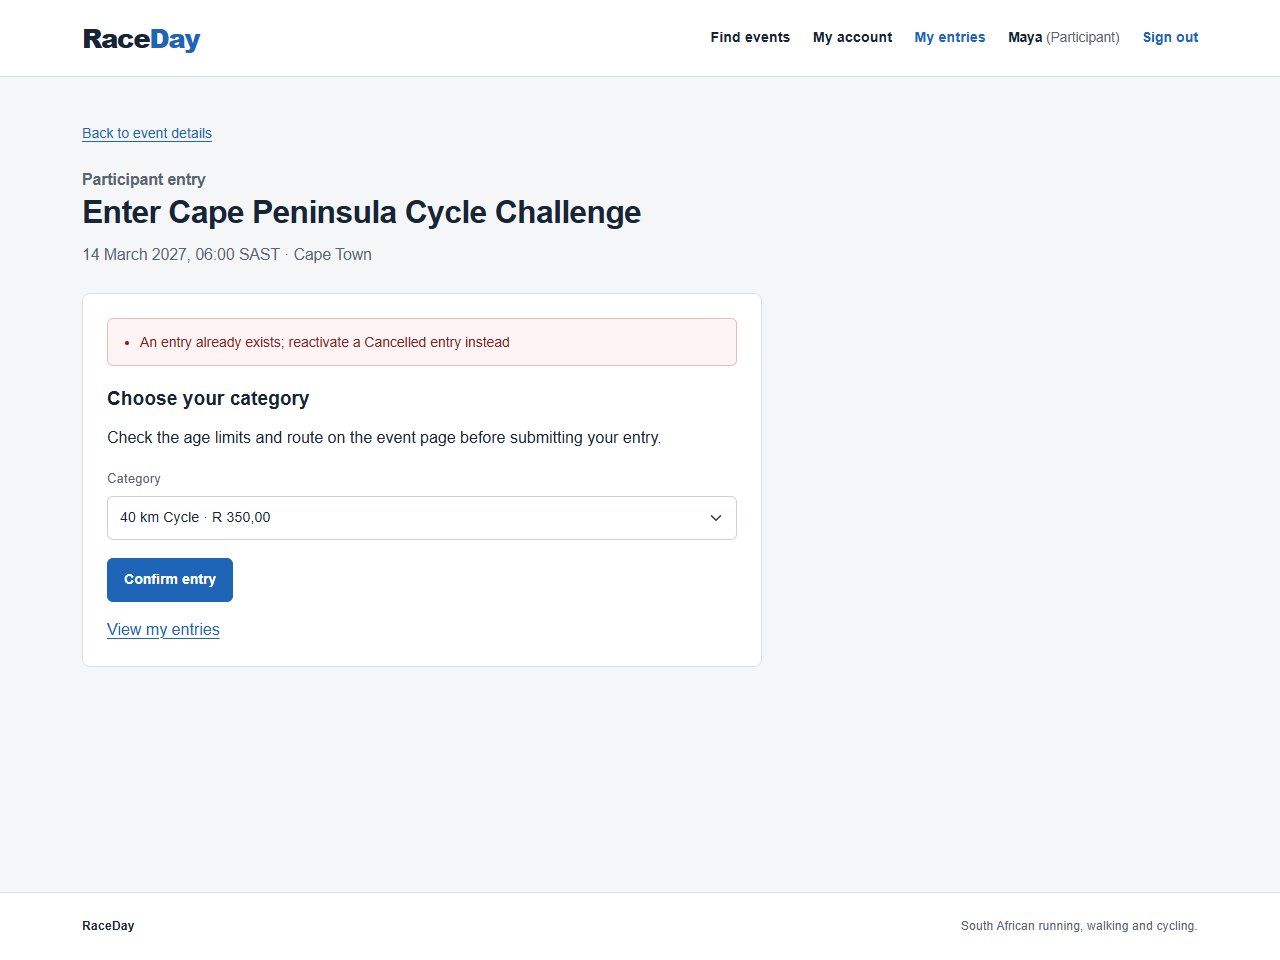 RaceDay
Find events
My account
My entries
Maya (Participant)
Sign out
Back to event details
Participant entry
Enter Cape Peninsula Cycle Challenge
14 March 2027, 06:00 SAST · Cape Town
• An entry already exists; reactivate a Cancelled entry instead
Choose your category
Check the age limits and route on the event page before submitting your entry.
Category
40 km Cycle · R 350,00
Confirm entry
View my entries
RaceDay
South African running, walking and cycling.